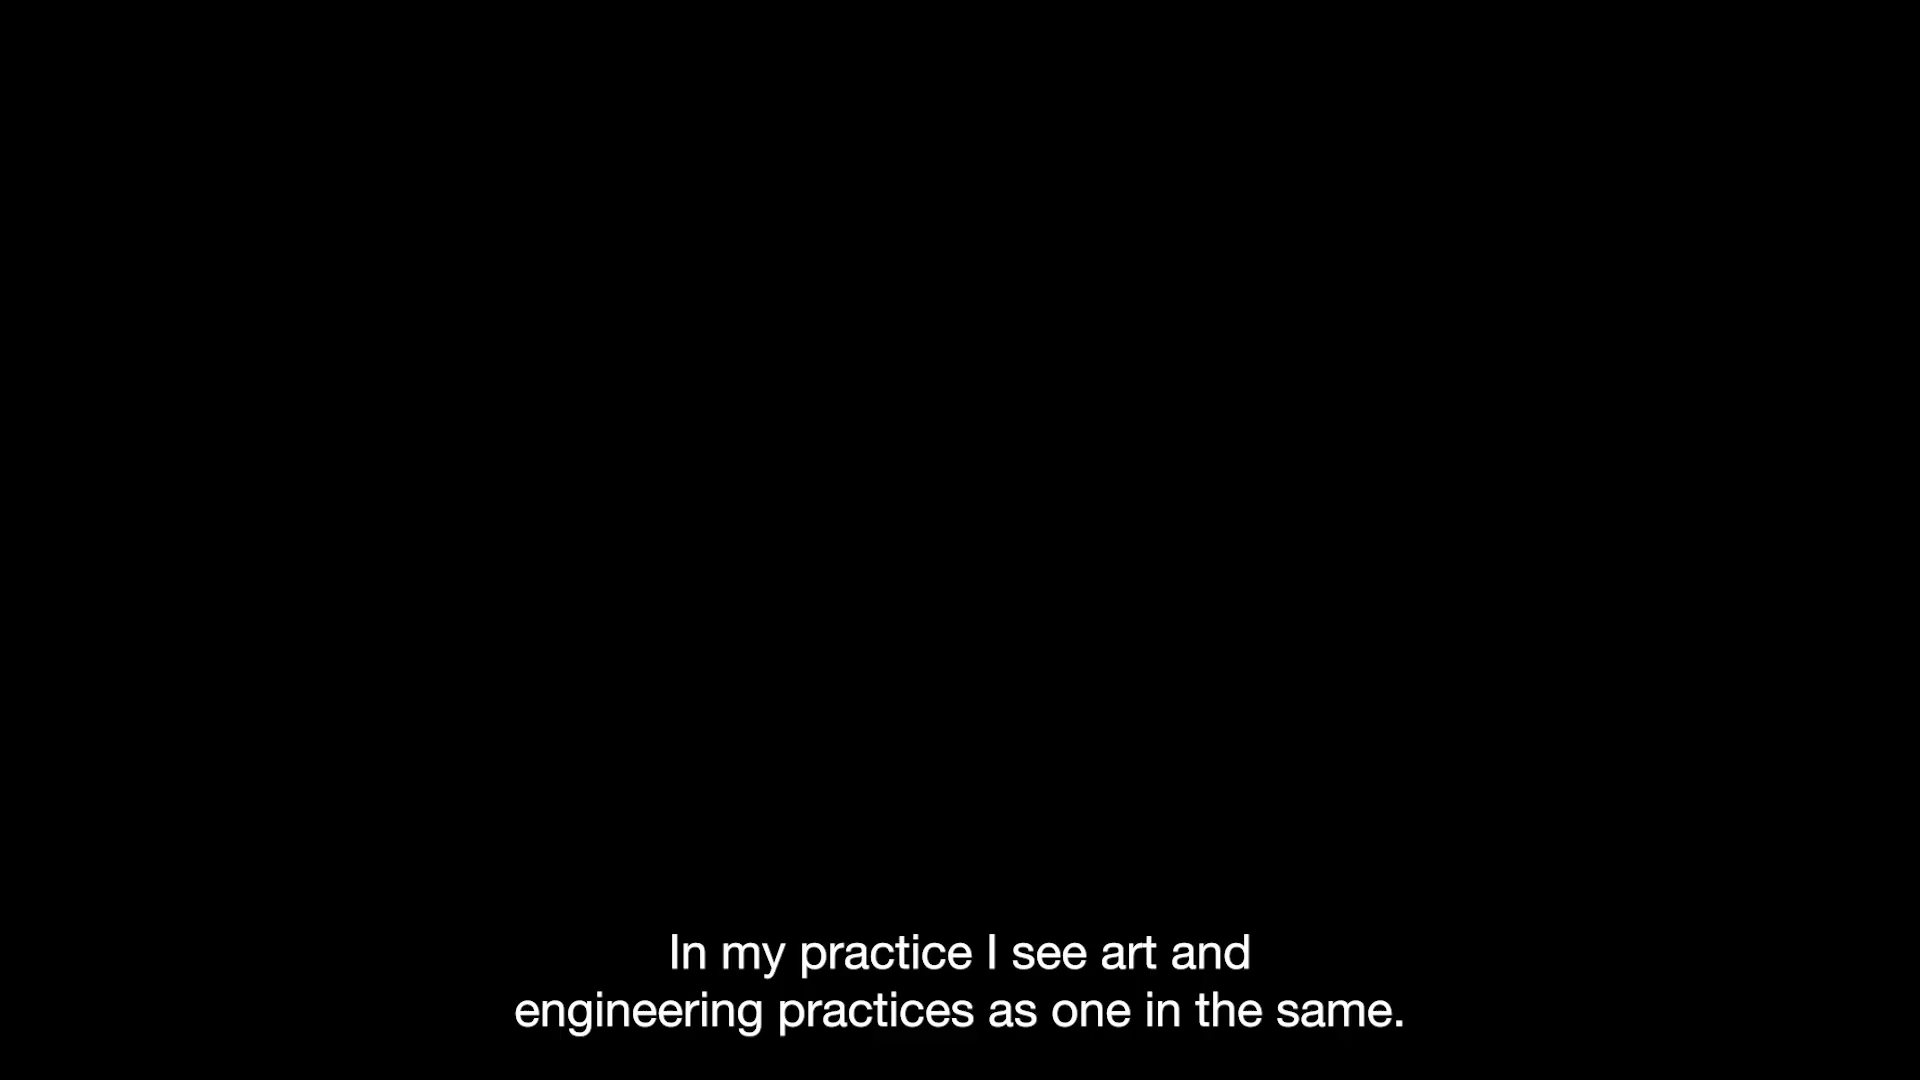 In my practice I see art and
engineering practices as one in the same.